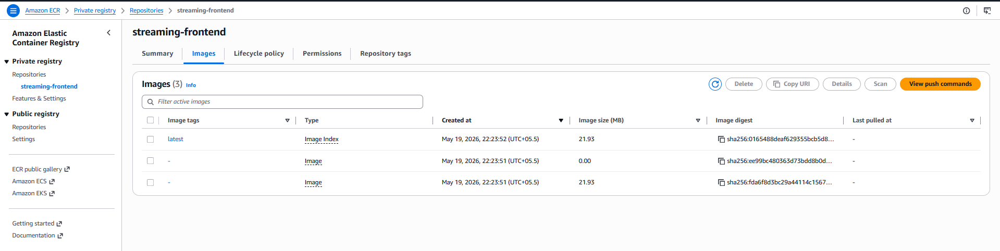 Amazon ECR > Private registry > Repositories > streaming-frontend
Amazon Elastic
Container Registry
Private registry
Repositories
streaming-frontend
Features & Settings
Public registry
Repositories
Settings
ECR public gallery
Amazon ECS
Amazon EKS
Getting started
Documentation
streaming-frontend
Summary Images Lifecycle policy Permissions Repository tags
Images (3) Info
Delete Copy URI Details Scan View push commands
Filter active images
Image tags Type Created at Image size (MB) Image digest Last pulled at
latest Image Index May 19, 2026, 22:23:52 (UTC+05.5) 21.93 sha256:0165488deaf629355bcb5d8... -
- Image May 19, 2026, 22:23:51 (UTC+05.5) 0.00 sha256:ee99bc480363d73bdd8b0d... -
- Image May 19, 2026, 22:23:51 (UTC+05.5) 21.93 sha256:fda6f8d3bc29a44114c1567... -